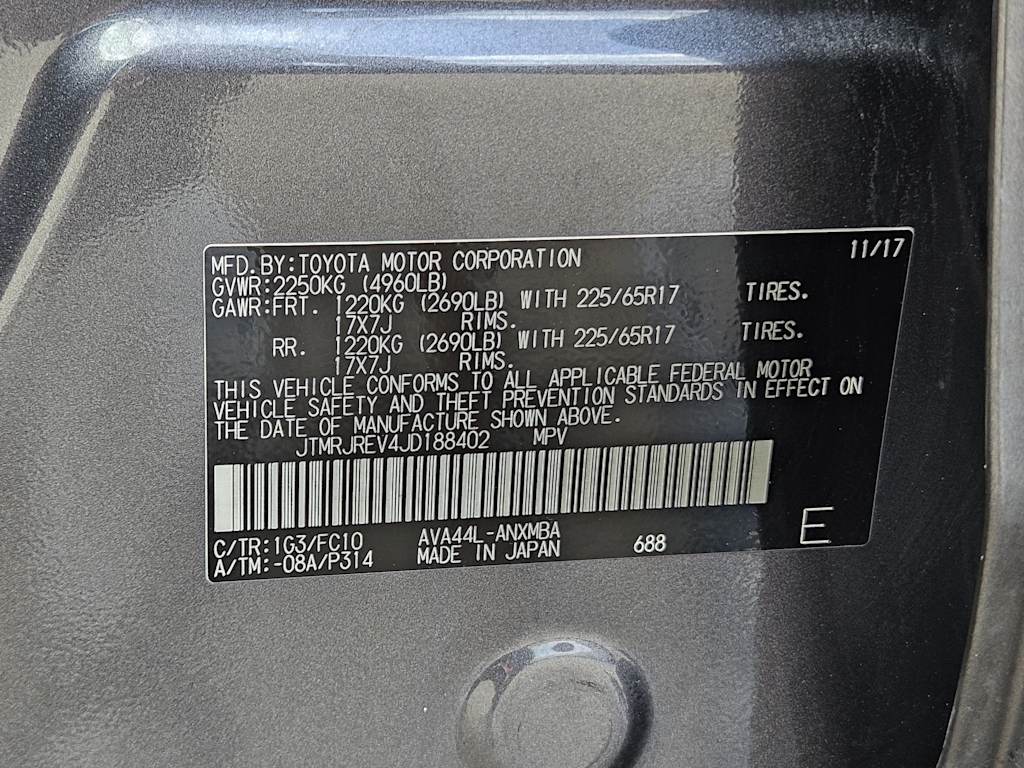 MFD. BY: TOYOTA MOTOR CORPORATION 11/17
GVWR: 2250KG (4960LB)
GAWR: FRT. 1220KG (2690LB) WITH 225/65R17 TIRES.
17X7J RIMS.
RR. 1220KG (2690LB) WITH 225/65R17 TIRES.
17X7J RIMS.
THIS VEHICLE CONFORMS TO ALL APPLICABLE FEDERAL MOTOR
VEHICLE SAFETY AND THEFT PREVENTION STANDARDS IN EFFECT ON
THE DATE OF MANUFACTURE SHOWN ABOVE.
JTMRJREV4JD188402 MPV
C/TR: 1G3/FC10 AVA44L-ANXMBA 688 E
A/TM: -08A/P314 MADE IN JAPAN